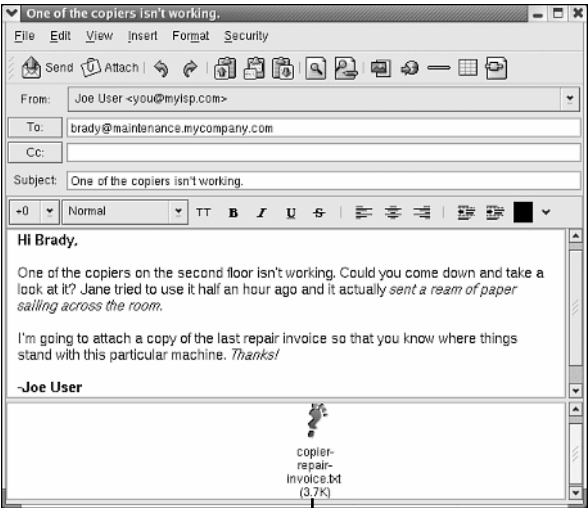 One of the copiers isn't working.
File Edit View Insert Format Security
Send Attach
From: Joe User <you@myisp.com>
To: brady@maintenance.mycompany.com
Cc:
Subject: One of the copiers isn't working.
+0 Normal TT B I U S
Hi Brady,
One of the copiers on the second floor isn't working. Could you come down and take a
look at it? Jane tried to use it half an hour ago and it actually sent a ream of paper
sailing across the room.
I'm going to attach a copy of the last repair invoice so that you know where things
stand with this particular machine. Thanks!
-Joe User
copier-
repair-
invoice.txt
(3.7K)